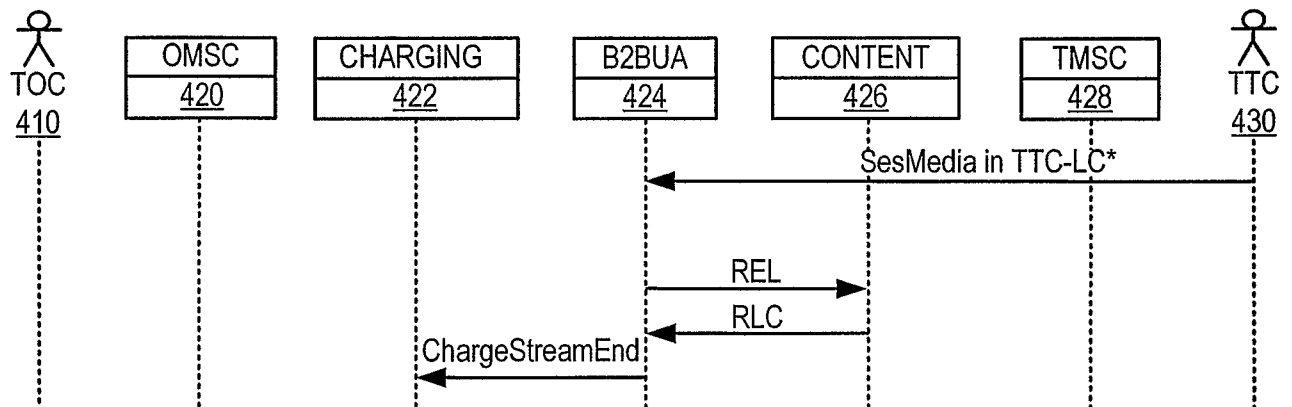 OMSC
CHARGING
B2BUA
CONTENT
TMSC
TOC
420
422
424
426
428
TTC
410
430
SesMedia in TTC-LC*
REL
RLC
ChargeStreamEnd